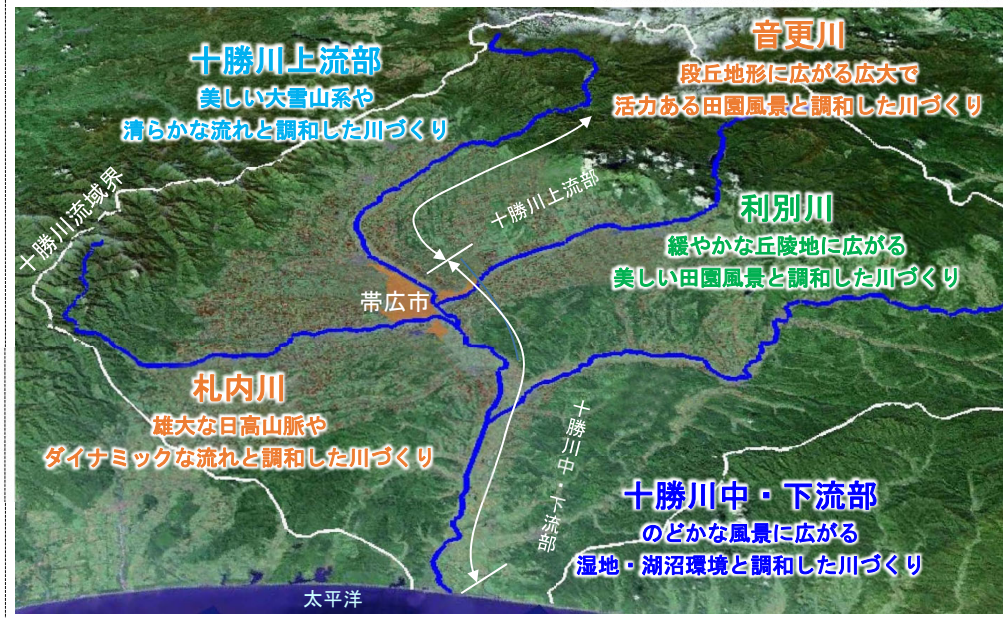 十勝川上流部
美しい大雪山系や
清らかな流れと調和した川づくり
音更川
段丘地形に広がる広大で
活力ある田園風景と調和した川づくり
十勝川流域界
十勝川上流部
利別川
緩やかな丘陵地に広がる
美しい田園風景と調和した川づくり
帯広市
札内川
雄大な日高山脈や
ダイナミックな流れと調和した川づくり
十勝川中・下流部
十勝川中・下流部
のどかな風景に広がる
湿地・湖沼環境と調和した川づくり
太平洋